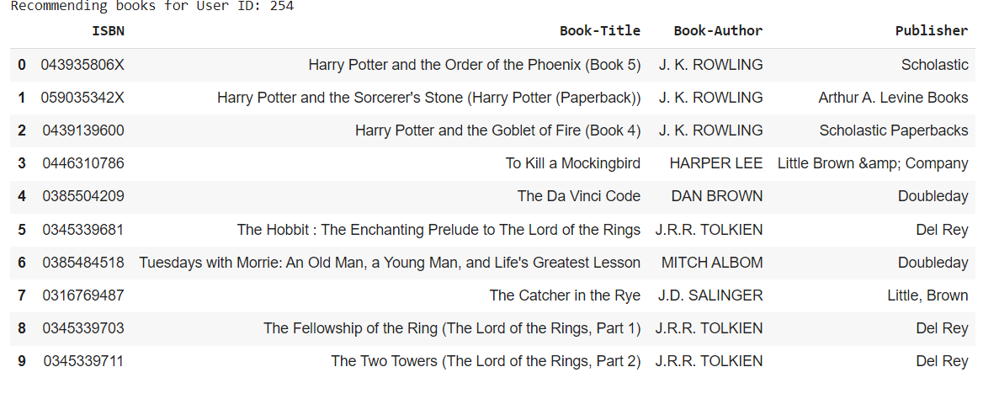 Recommending books for User ID: 254
ISBN Book-Title Book-Author Publisher
0 043935806X Harry Potter and the Order of the Phoenix (Book 5) J. K. ROWLING Scholastic
1 059035342X Harry Potter and the Sorcerer's Stone (Harry Potter (Paperback)) J. K. ROWLING Arthur A. Levine Books
2 0439139600 Harry Potter and the Goblet of Fire (Book 4) J. K. ROWLING Scholastic Paperbacks
3 0446310786 To Kill a Mockingbird HARPER LEE Little Brown &amp; Company
4 0385504209 The Da Vinci Code DAN BROWN Doubleday
5 0345339681 The Hobbit : The Enchanting Prelude to The Lord of the Rings J.R.R. TOLKIEN Del Rey
6 0385484518 Tuesdays with Morrie: An Old Man, a Young Man, and Life's Greatest Lesson MITCH ALBOM Doubleday
7 0316769487 The Catcher in the Rye J.D. SALINGER Little, Brown
8 0345339703 The Fellowship of the Ring (The Lord of the Rings, Part 1) J.R.R. TOLKIEN Del Rey
9 0345339711 The Two Towers (The Lord of the Rings, Part 2) J.R.R. TOLKIEN Del Rey